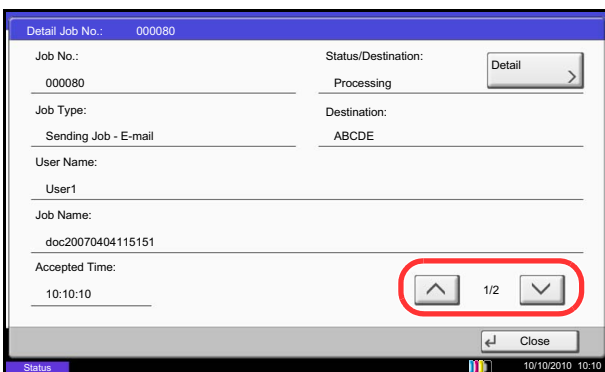 Detail Job No.: 000080
Job No.:
000080
Status/Destination:
Processing
Detail
Job Type:
Sending Job - E-mail
Destination:
ABCDE
User Name:
User1
Job Name:
doc20070404115151
Accepted Time:
10:10:10
1/2
Close
Status
10/10/2010 10:10